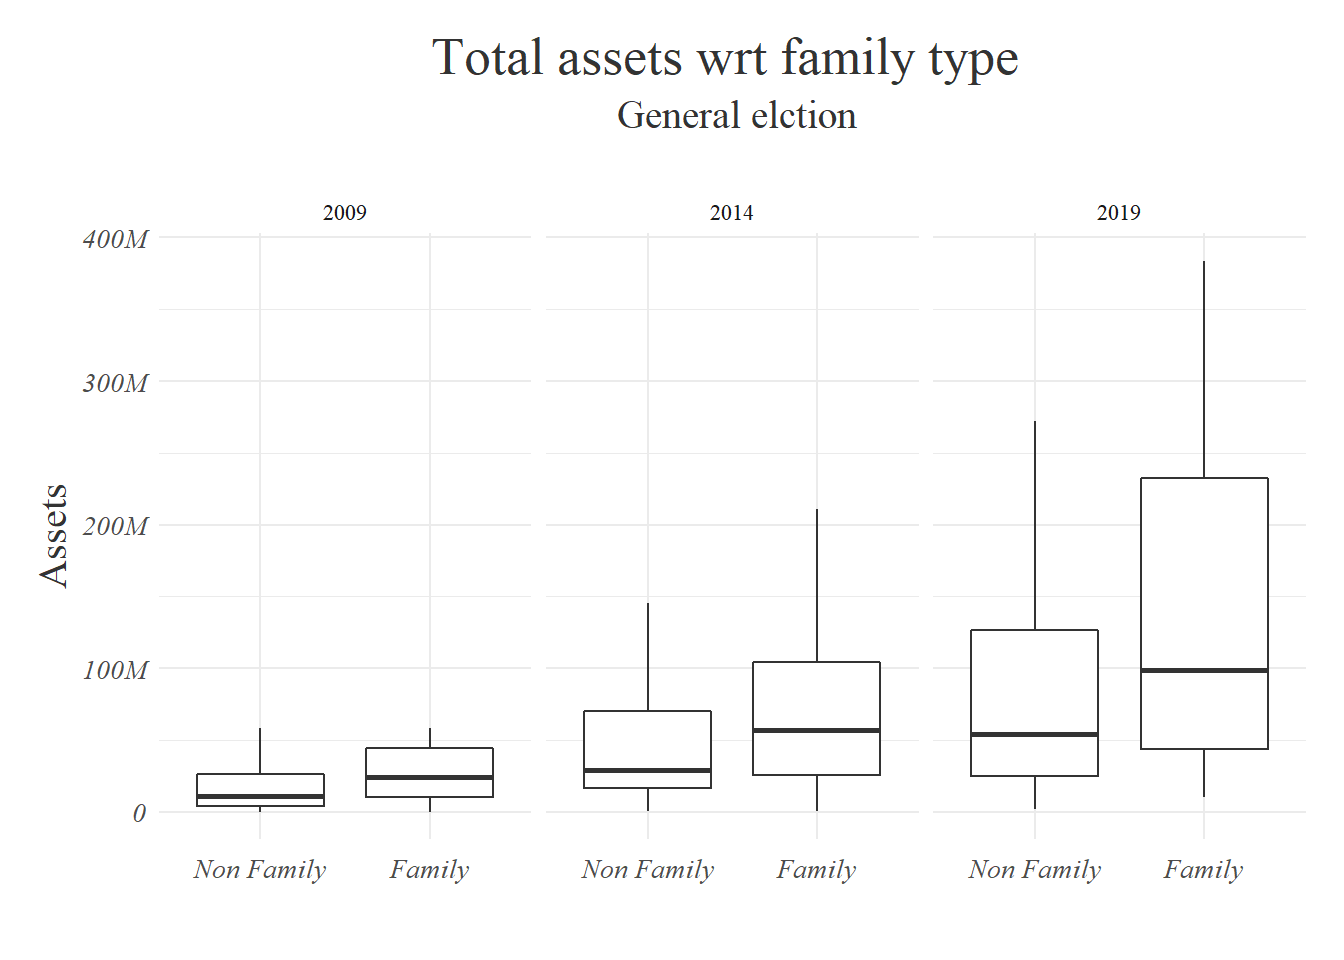 Total assets wrt family type
General elction
2009 2014 2019
400M
300M
200M
100M
0
Assets
Non Family Family Non Family Family Non Family Family